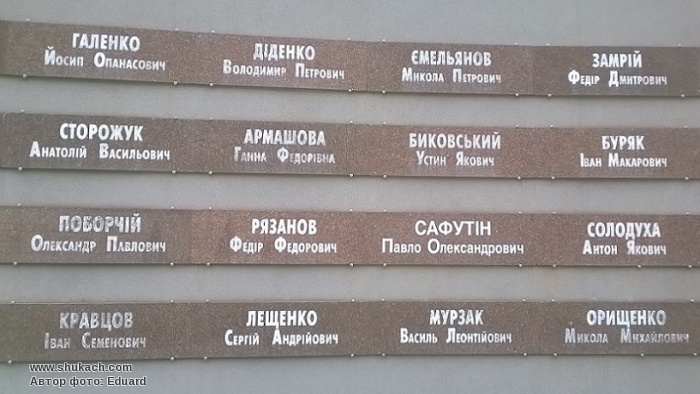 ГАЛЕНКО
Йосип Опанасович
ДІДЕНКО
Володимир Петрович
ЄМЕЛЬЯНОВ
Микола Петрович
ЗАМРІЙ
Федір Дмитрович
СТОРОЖУК
Анатолій Васильович
АРМАШОВА
Ганна Федорівна
БИКОВСЬКИЙ
Устин Якович
БУРЯК
Іван Макарович
ПОБОРЧІЙ
Олександр Павлович
РЯЗАНОВ
Федір Федорович
САФУТІН
Павло Олександрович
СОЛОДУХА
Антон Якович
КРАВЦОВ
Іван Семенович
ЛЕЩЕНКО
Сергій Андрійович
МУРЗАК
Василь Леонтійович
ОРИЩЕНКО
Микола Михайлович
www.shukach.com
Автор фото: Eduard